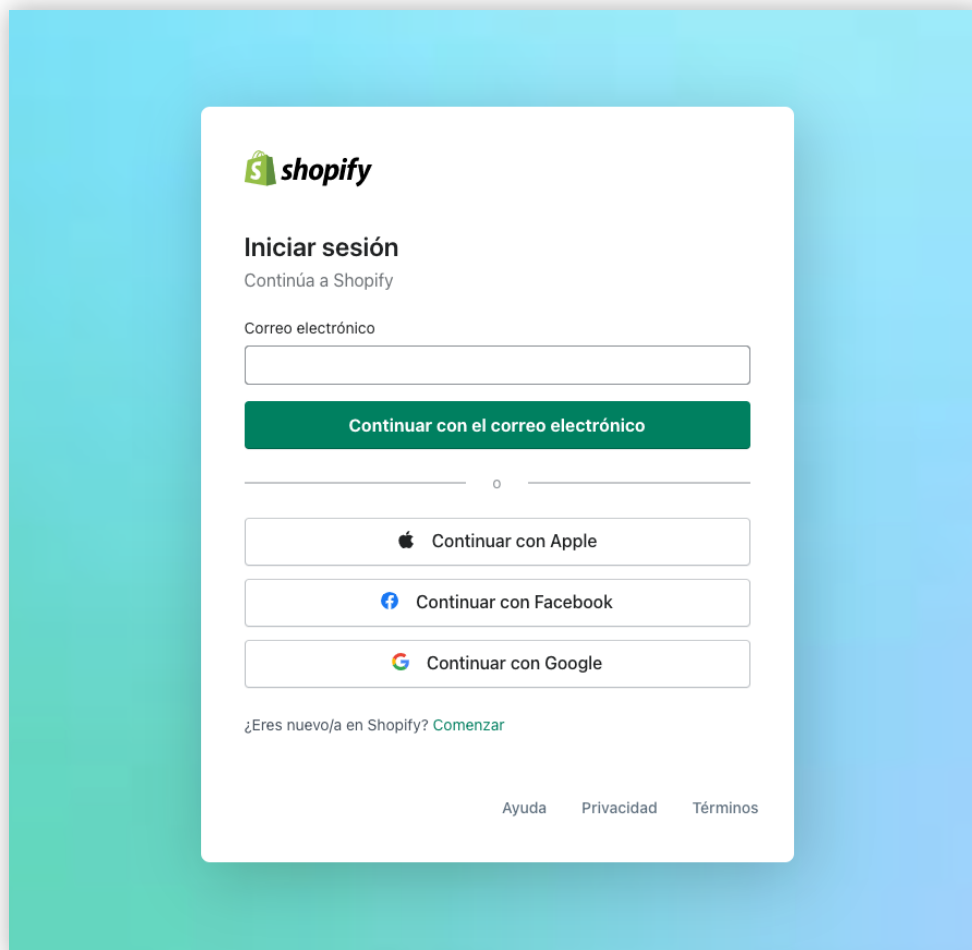 shopify
Iniciar sesión
Continúa a Shopify
Correo electrónico
Continuar con el correo electrónico
o
Continuar con Apple
Continuar con Facebook
Continuar con Google
¿Eres nuevo/a en Shopify? Comenzar
Ayuda Privacidad Términos